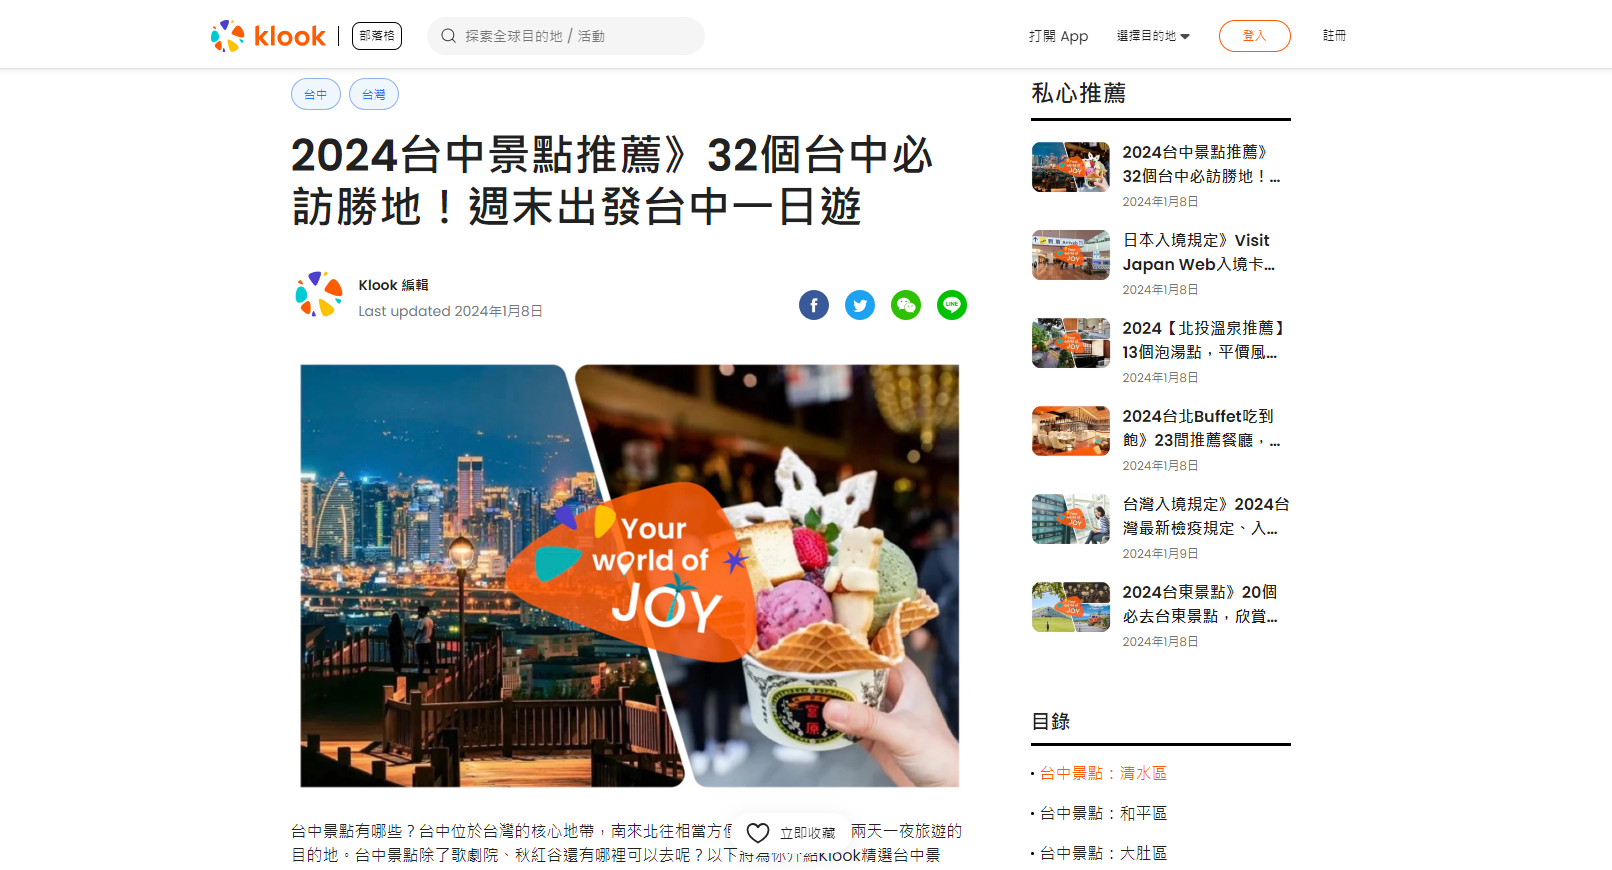 klook
部落格
探索全球目的地 / 活動
打開 App
選擇目的地
登入
註冊
台中
台灣
2024台中景點推薦》32個台中必
訪勝地！週末出發台中一日遊
Klook 編輯
Last updated 2024年1月8日
LINE
Your
world of
JOY
宮原
台中景點有哪些？台中位於台灣的核心地帶，南來北往相當方便
兩天一夜旅遊的
目的地。台中景點除了歌劇院、秋紅谷還有哪裡可以去呢？以下將為你介紹Klook精選台中景
立即收藏
私心推薦
2024台中景點推薦》
32個台中必訪勝地！...
2024年1月8日
日本入境規定》Visit
Japan Web入境卡...
2024年1月8日
2024【北投溫泉推薦】
13個泡湯點，平價風...
2024年1月8日
2024台北Buffet吃到
飽》23間推薦餐廳，...
2024年1月8日
台灣入境規定》2024台
灣最新檢疫規定、入...
2024年1月9日
2024台東景點》20個
必去台東景點，欣賞...
2024年1月8日
目錄
• 台中景點：清水區
• 台中景點：和平區
• 台中景點：大肚區